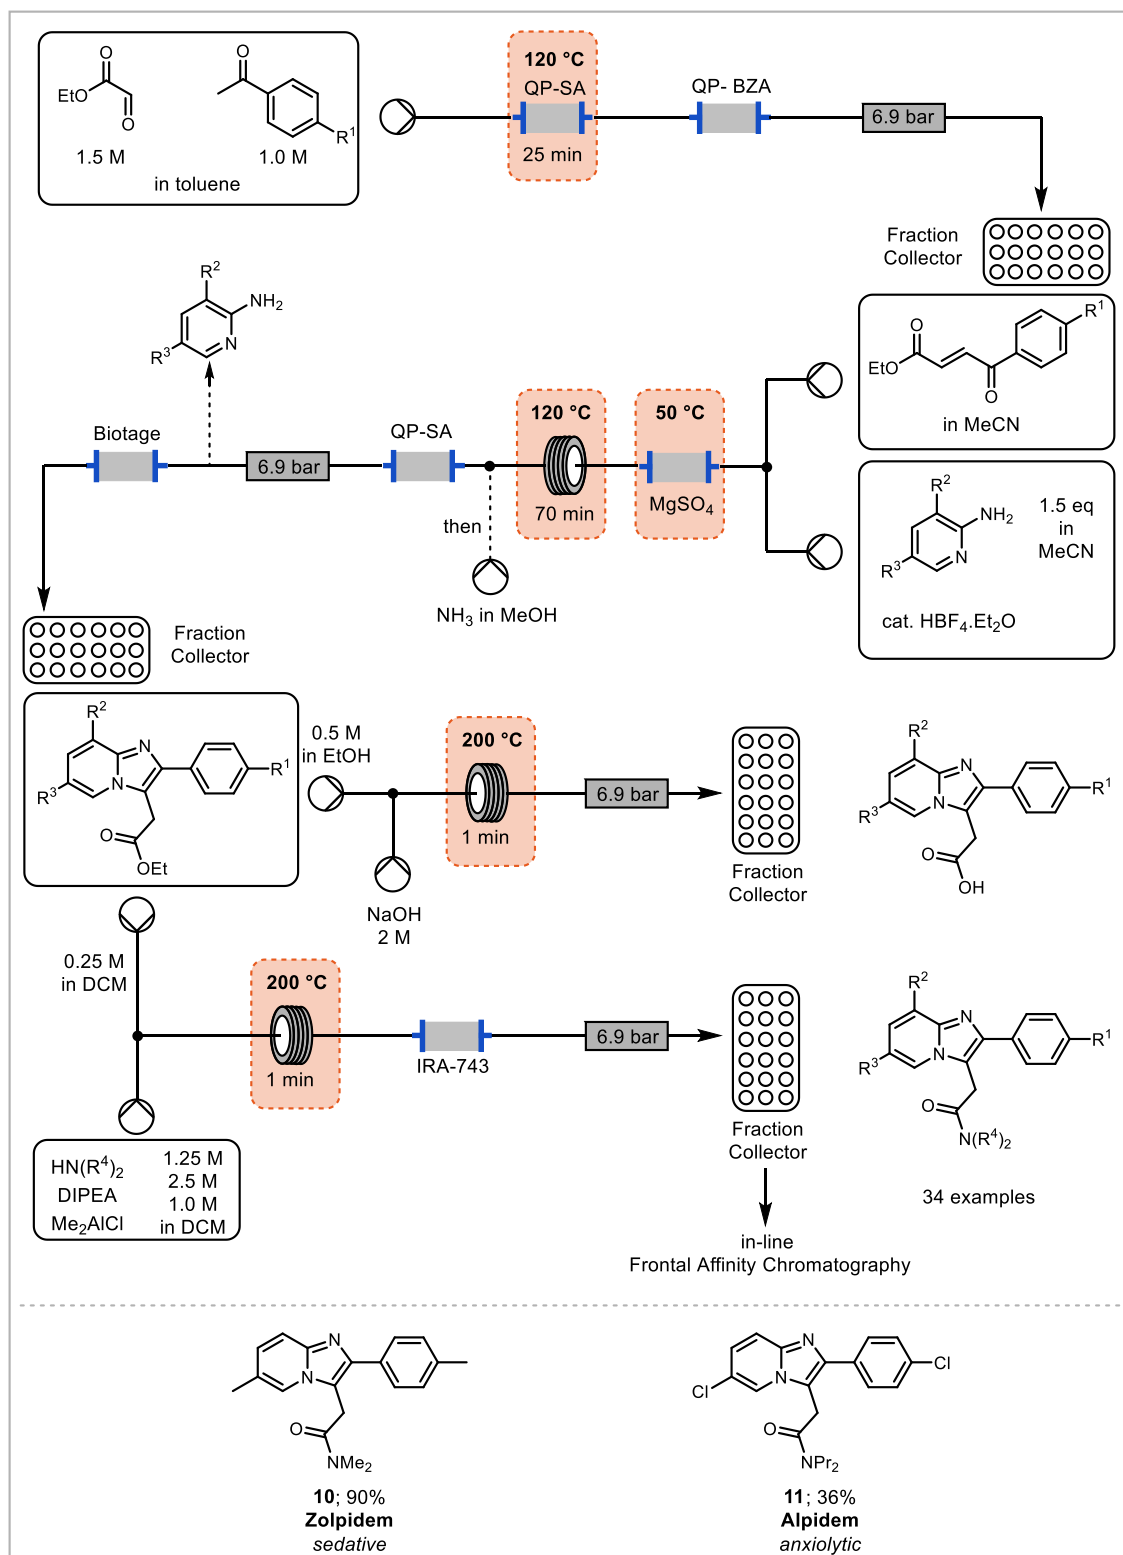 O
EtO
O
1.5 M
O
R¹
1.0 M
in toluene
120 °C
QP-SA
25 min
QP- BZA
6.9 bar
Fraction
Collector
R²
NH₂
N
R³
Biotage
6.9 bar
QP-SA
then
NH₃ in MeOH
120 °C
70 min
50 °C
MgSO₄
O
EtO
O
R¹
in MeCN
R²
NH₂
N
R³
1.5 eq
in
MeCN
cat. HBF₄.Et₂O
Fraction
Collector
R²
N
N
R¹
R³
O
OEt
0.5 M
in EtOH
NaOH
2 M
200 °C
1 min
6.9 bar
Fraction
Collector
R²
N
N
R¹
R³
O
OH
0.25 M
in DCM
200 °C
1 min
IRA-743
6.9 bar
Fraction
Collector
R²
N
N
R¹
R³
O
N(R⁴)₂
34 examples
HN(R⁴)₂ 1.25 M
DIPEA 2.5 M
Me₂AlCl 1.0 M
in DCM
in-line
Frontal Affinity Chromatography
N
N
O
NMe₂
10; 90%
Zolpidem
sedative
N
N
Cl
Cl
O
NPr₂
11; 36%
Alpidem
anxiolytic